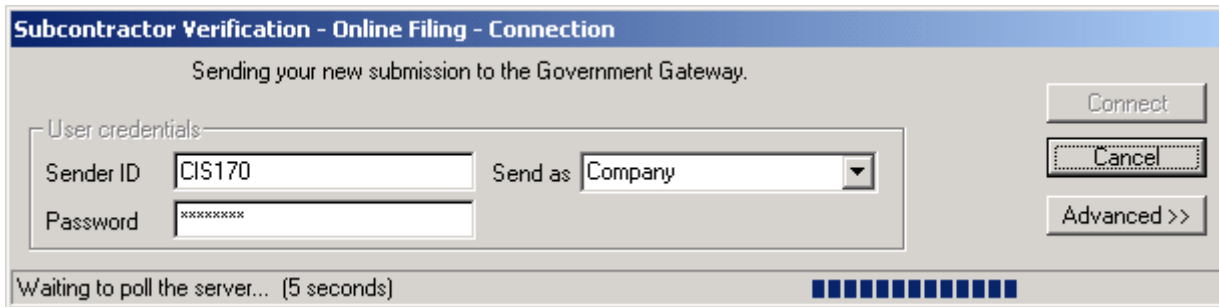 Subcontractor Verification - Online Filing - Connection
Sending your new submission to the Government Gateway.
Connect
User credentials
Sender ID CIS170 Send as Company Cancel
Password ******** Advanced >>
Waiting to poll the server... (5 seconds)